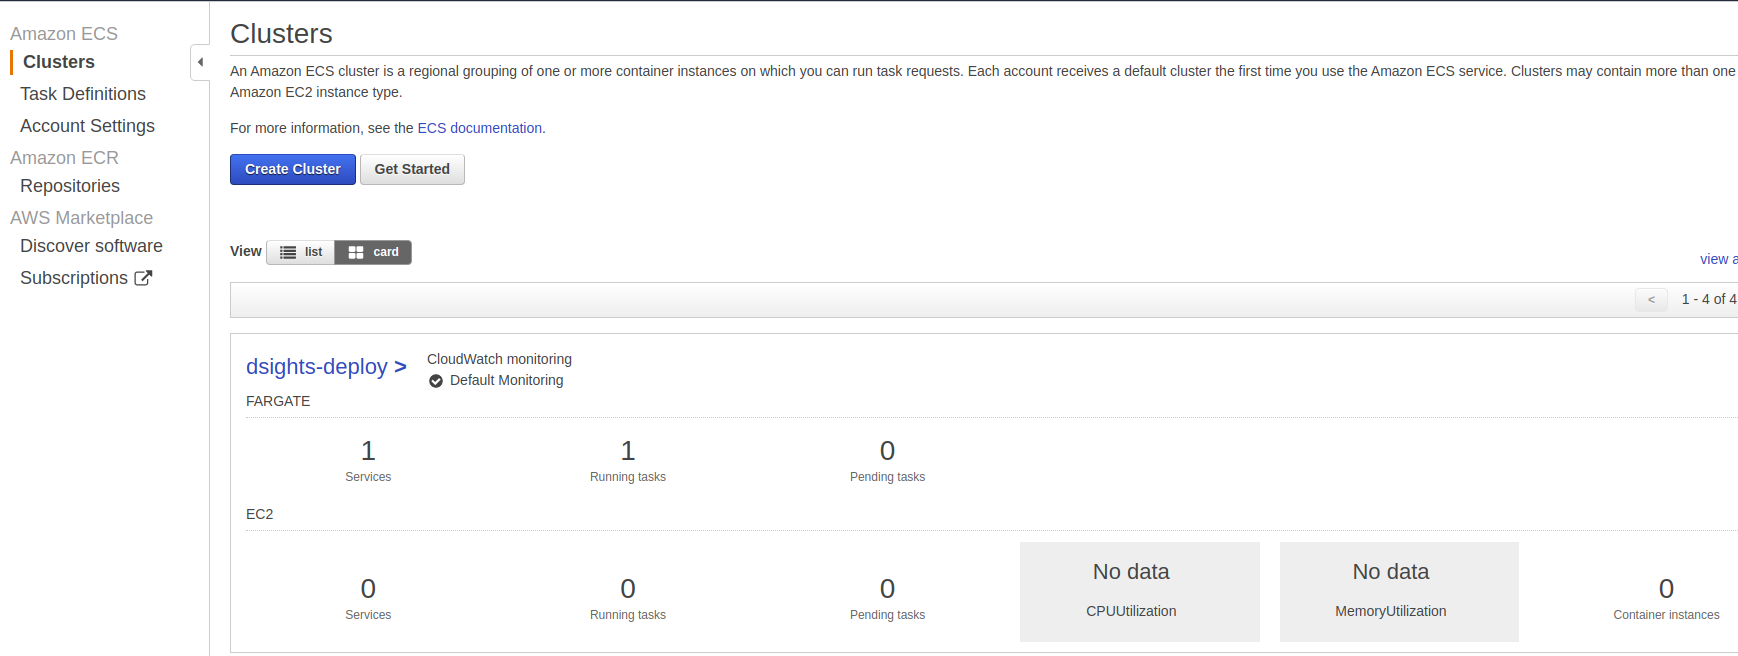 Amazon ECS
Clusters
Task Definitions
Account Settings
Amazon ECR
Repositories
AWS Marketplace
Discover software
Subscriptions
Clusters
An Amazon ECS cluster is a regional grouping of one or more container instances on which you can run task requests. Each account receives a default cluster the first time you use the Amazon ECS service. Clusters may contain more than one
Amazon EC2 instance type.
For more information, see the ECS documentation.
Create Cluster Get Started
View list card
view a
< 1 - 4 of 4
dsights-deploy >
CloudWatch monitoring
Default Monitoring
FARGATE
1 1 0
Services Running tasks Pending tasks
EC2
0 0 0 No data No data 0
Services Running tasks Pending tasks CPUUtilization MemoryUtilization Container instances